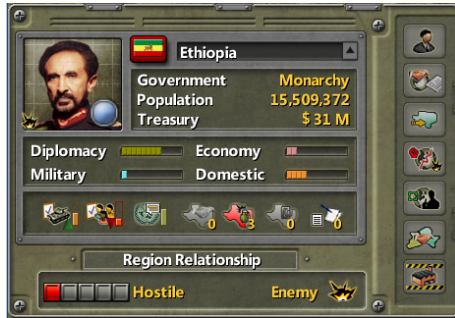 Ethiopia
Government Monarchy
Population 15,509,372
Treasury $ 31 M
Diplomacy Economy
Military Domestic
0 3 0 0
Region Relationship
Hostile Enemy